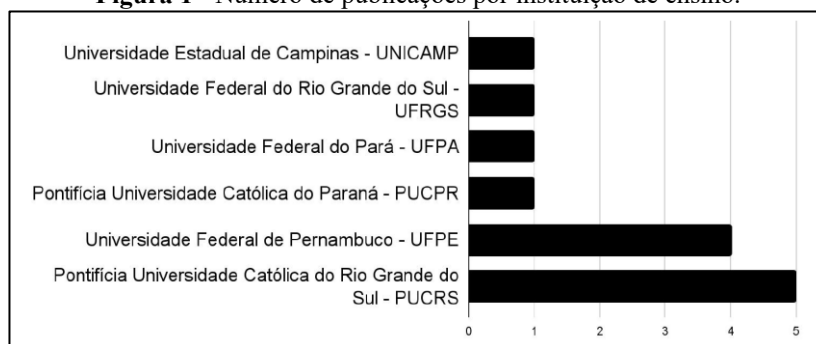 Figura 1 - Número de publicações por instituição de ensino.
Universidade Estadual de Campinas - UNICAMP
Universidade Federal do Rio Grande do Sul -
UFRGS
Universidade Federal do Pará - UFPA
Pontifícia Universidade Católica do Paraná - PUCPR
Universidade Federal de Pernambuco - UFPE
Pontifícia Universidade Católica do Rio Grande do
Sul - PUCRS
0 1 2 3 4 5